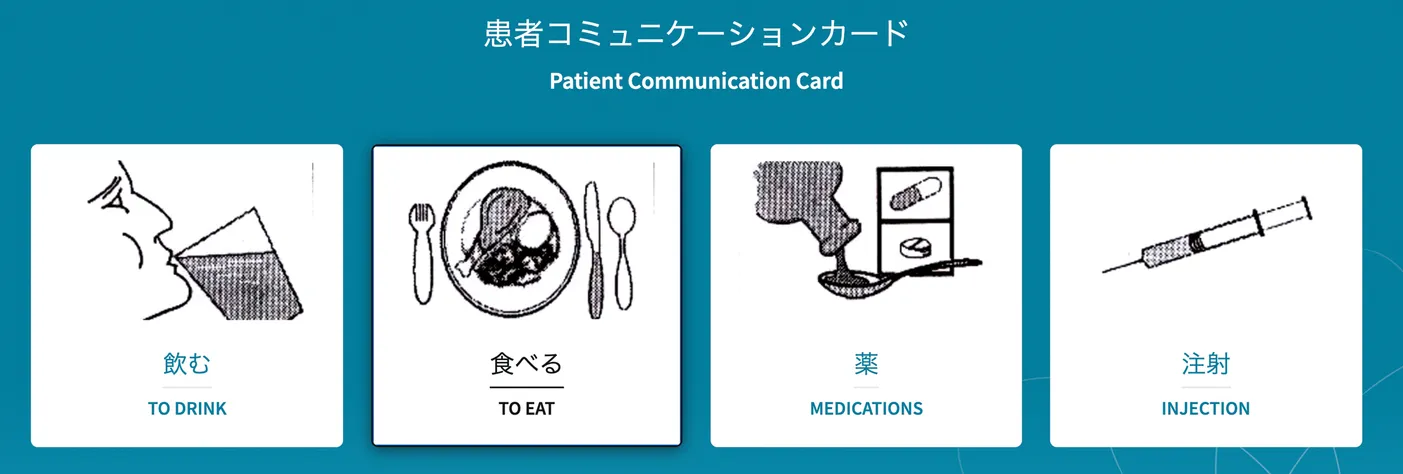 患者コミュニケーションカード
Patient Communication Card
飲む
TO DRINK
食べる
TO EAT
薬
MEDICATIONS
注射
INJECTION